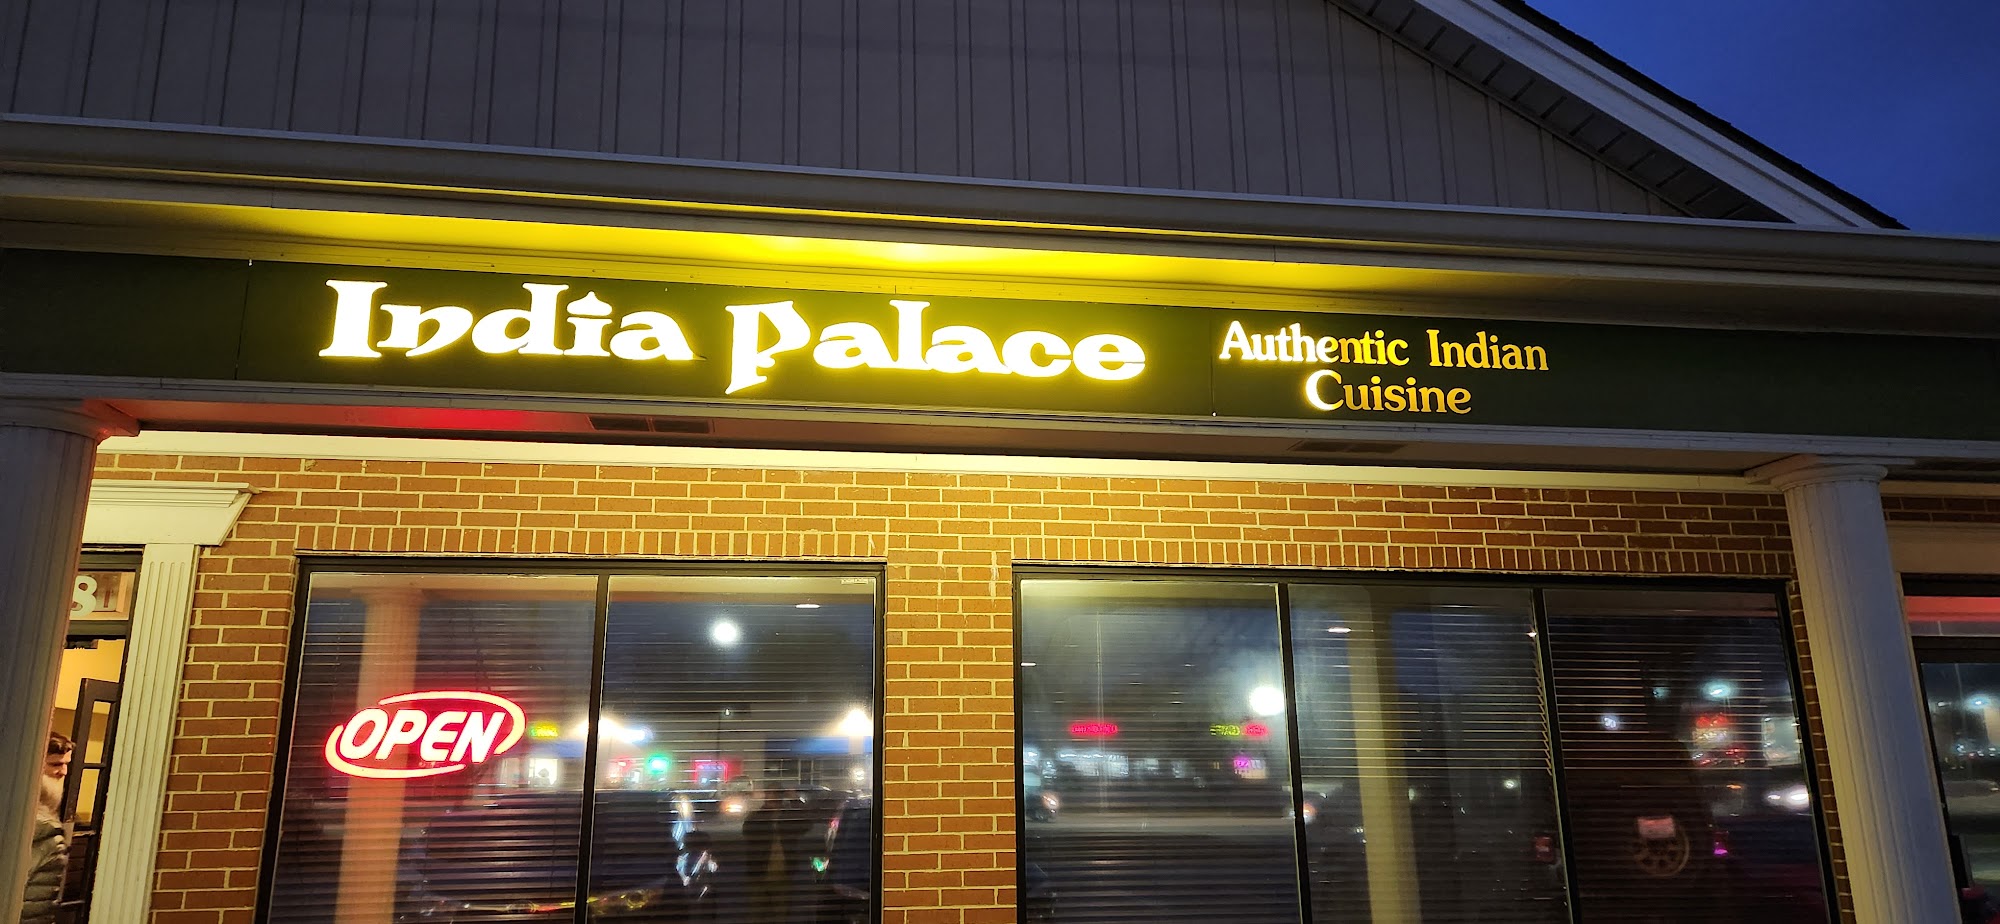 India Palace
Authentic Indian
Cuisine
OPEN